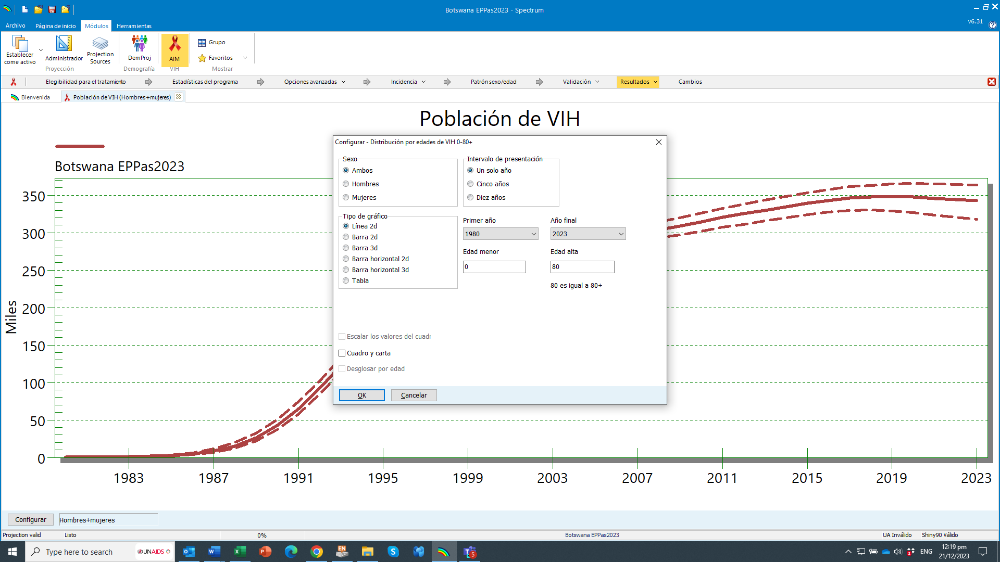 Botswana EPPas2023 - Spectrum
Archivo
Página de inicio
Módulos
Herramientas
v6.31
Establecer come activo
Administrador
Projection Sources
Proyección
DemProj
Demografía
AIM
VIH
Grupo
Favoritos
Mostrar
Elegibilidad para el tratamiento
Estadísticas del programa
Opciones avanzadas
Incidencia
Patrón sexo/edad
Validación
Resultados
Cambios
Bienvenida
Población de VIH (Hombres+mujeres)
Población de VIH
Botswana EPPas2023
Configurar - Distribución por edades de VIH 0-80+
Sexo
Ambos
Hombres
Mujeres
Intervalo de presentación
Un solo año
Cinco años
Diez años
Tipo de gráfico
Línea 2d
Barra 2d
Barra 3d
Barra horizontal 2d
Barra horizontal 3d
Tabla
Primer año
1980
Año final
2023
Edad menor
0
Edad alta
80
80 es igual a 80+
Escalar los valores del cuadr
Cuadro y carta
Desglosar por edad
OK
Cancelar
Miles
350
300
250
200
150
100
50
0
1983
1987
1991
1995
1999
2003
2007
2011
2015
2019
2023
Configurar
Hombres+mujeres
Projection valid
Listo
0%
Botswana EPPas2023
UA Inválido
Shiny90 Válido
Type here to search
UNAIDS
EN
5
2
ENG
12:19 pm
21/12/2023